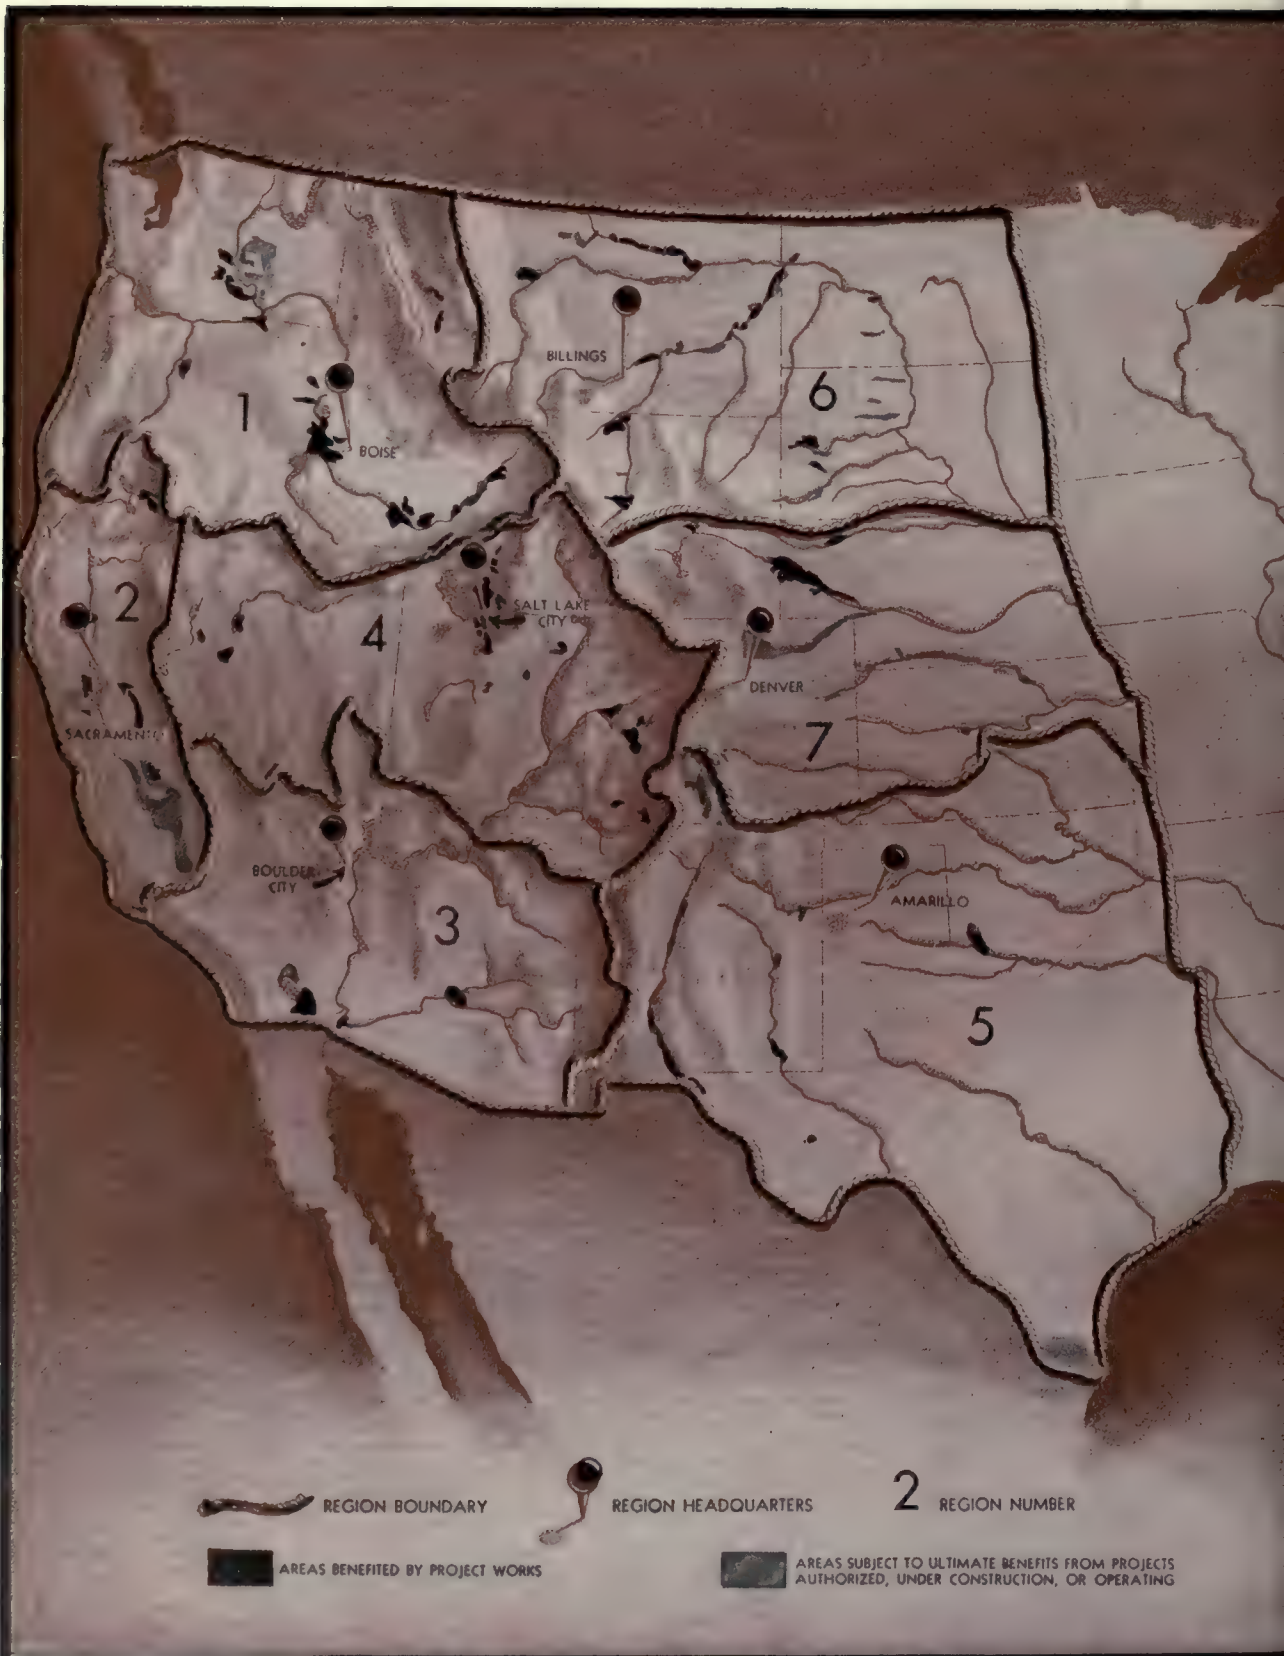 BILLINGS
6
1
BOISE
2
SALT LAKE
CITY
4
DENVER
SACRAMENTO
7
BOULDER
CITY
AMARILLO
3
5
REGION BOUNDARY
REGION HEADQUARTERS
2 REGION NUMBER
AREAS BENEFITED BY PROJECT WORKS
AREAS SUBJECT TO ULTIMATE BENEFITS FROM PROJECTS
AUTHORIZED, UNDER CONSTRUCTION, OR OPERATING